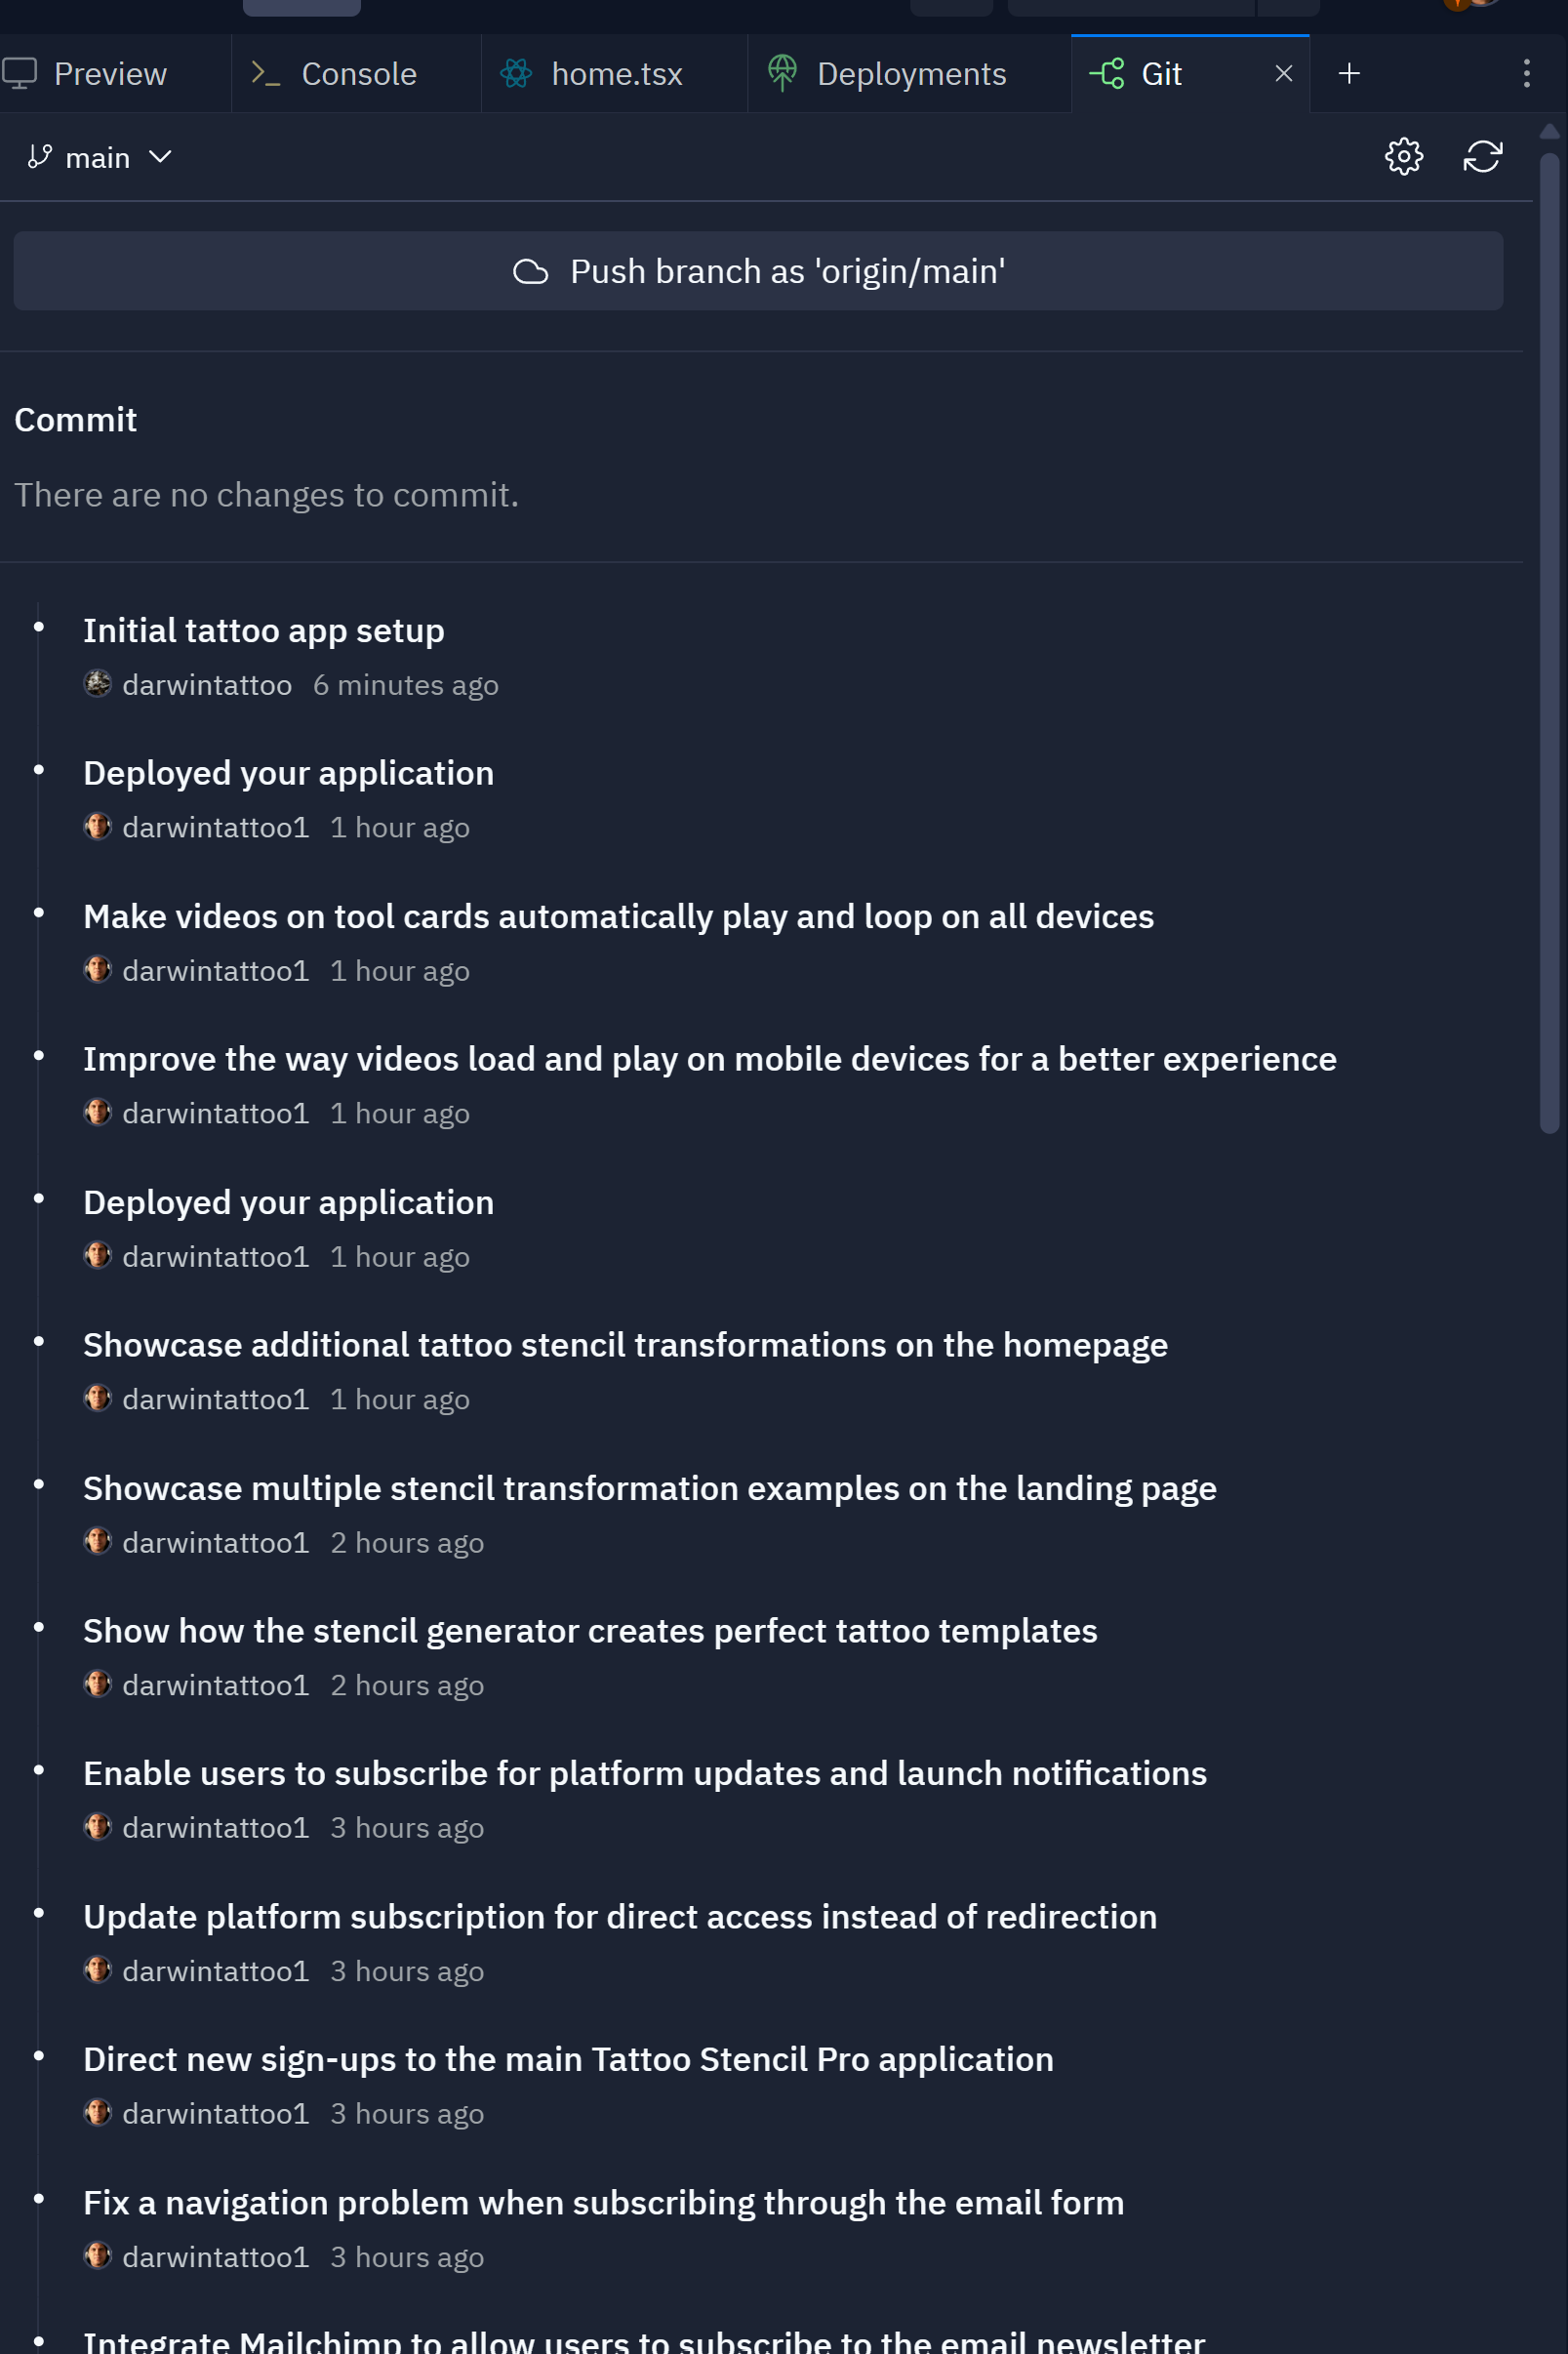 Preview
Console
home.tsx
Deployments
Git
main
Push branch as 'origin/main'
Commit
There are no changes to commit.
Initial tattoo app setup
darwintattoo 6 minutes ago
Deployed your application
darwintattoo1 1 hour ago
Make videos on tool cards automatically play and loop on all devices
darwintattoo1 1 hour ago
Improve the way videos load and play on mobile devices for a better experience
darwintattoo1 1 hour ago
Deployed your application
darwintattoo1 1 hour ago
Showcase additional tattoo stencil transformations on the homepage
darwintattoo1 1 hour ago
Showcase multiple stencil transformation examples on the landing page
darwintattoo1 2 hours ago
Show how the stencil generator creates perfect tattoo templates
darwintattoo1 2 hours ago
Enable users to subscribe for platform updates and launch notifications
darwintattoo1 3 hours ago
Update platform subscription for direct access instead of redirection
darwintattoo1 3 hours ago
Direct new sign-ups to the main Tattoo Stencil Pro application
darwintattoo1 3 hours ago
Fix a navigation problem when subscribing through the email form
darwintattoo1 3 hours ago
Integrate Mailchimp to allow users to subscribe to the email newsletter